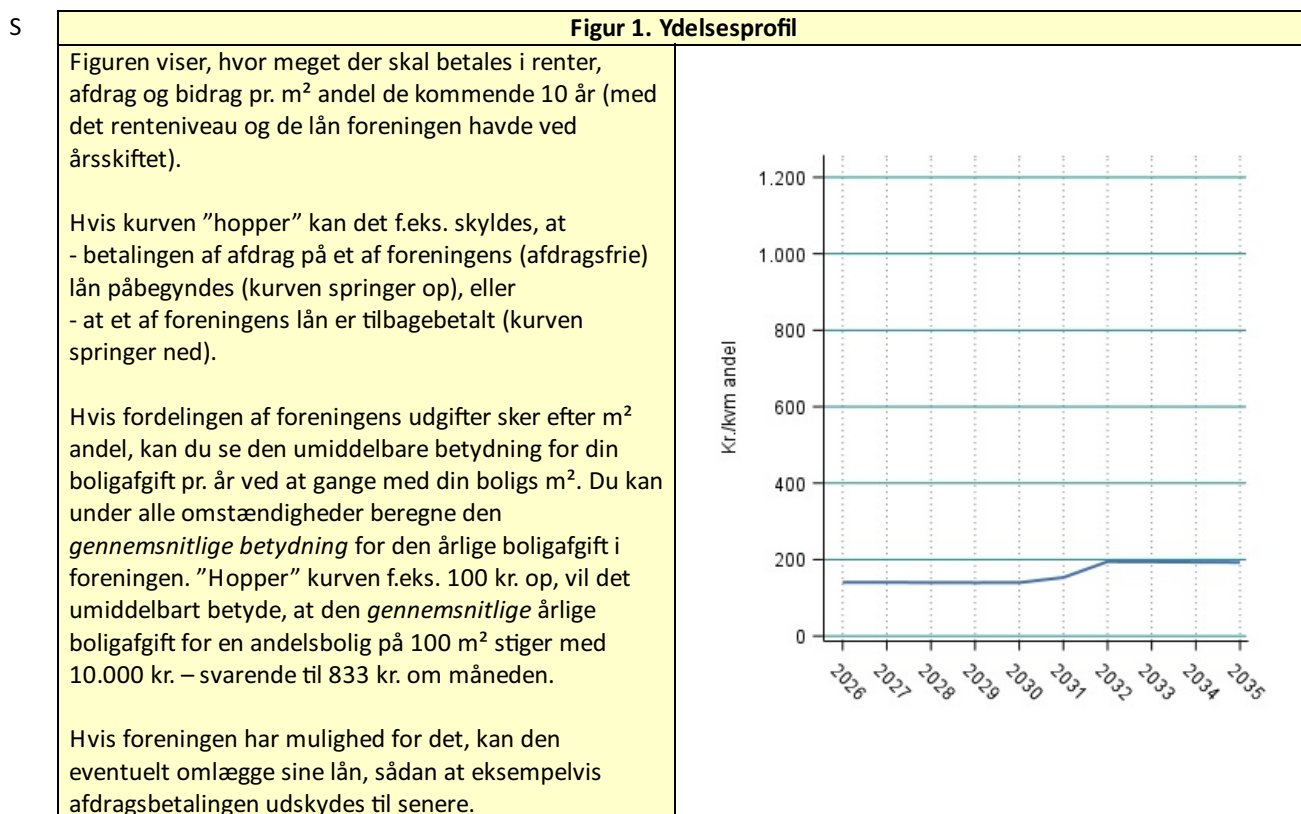 S
Figur 1. Ydelsesprofil
Figuren viser, hvor meget der skal betales i renter,
afdrag og bidrag pr. m² andel de kommende 10 år (med
det renteniveau og de lån foreningen havde ved
årsskiftet).
Hvis kurven ”hopper” kan det f.eks. skyldes, at
- betalingen af afdrag på et af foreningens (afdragsfrie)
lån påbegyndes (kurven springer op), eller
- at et af foreningens lån er tilbagebetalt (kurven
springer ned).
Hvis fordelingen af foreningens udgifter sker efter m²
andel, kan du se den umiddelbare betydning for din
boligafgift pr. år ved at gange med din boligs m². Du kan
under alle omstændigheder beregne den
gennemsnitlige betydning for den årlige boligafgift i
foreningen. ”Hopper” kurven f.eks. 100 kr. op, vil det
umiddelbart betyde, at den gennemsnitlige årlige
boligafgift for en andelsbolig på 100 m² stiger med
10.000 kr. – svarende til 833 kr. om måneden.
Hvis foreningen har mulighed for det, kan den
eventuelt omlægge sine lån, sådan at eksempelvis
afdragsbetalingen udskydes til senere.
Kr./kvm andel
1.200
1.000
800
600
400
200
0
2026
2027
2028
2029
2030
2031
2032
2033
2034
2035